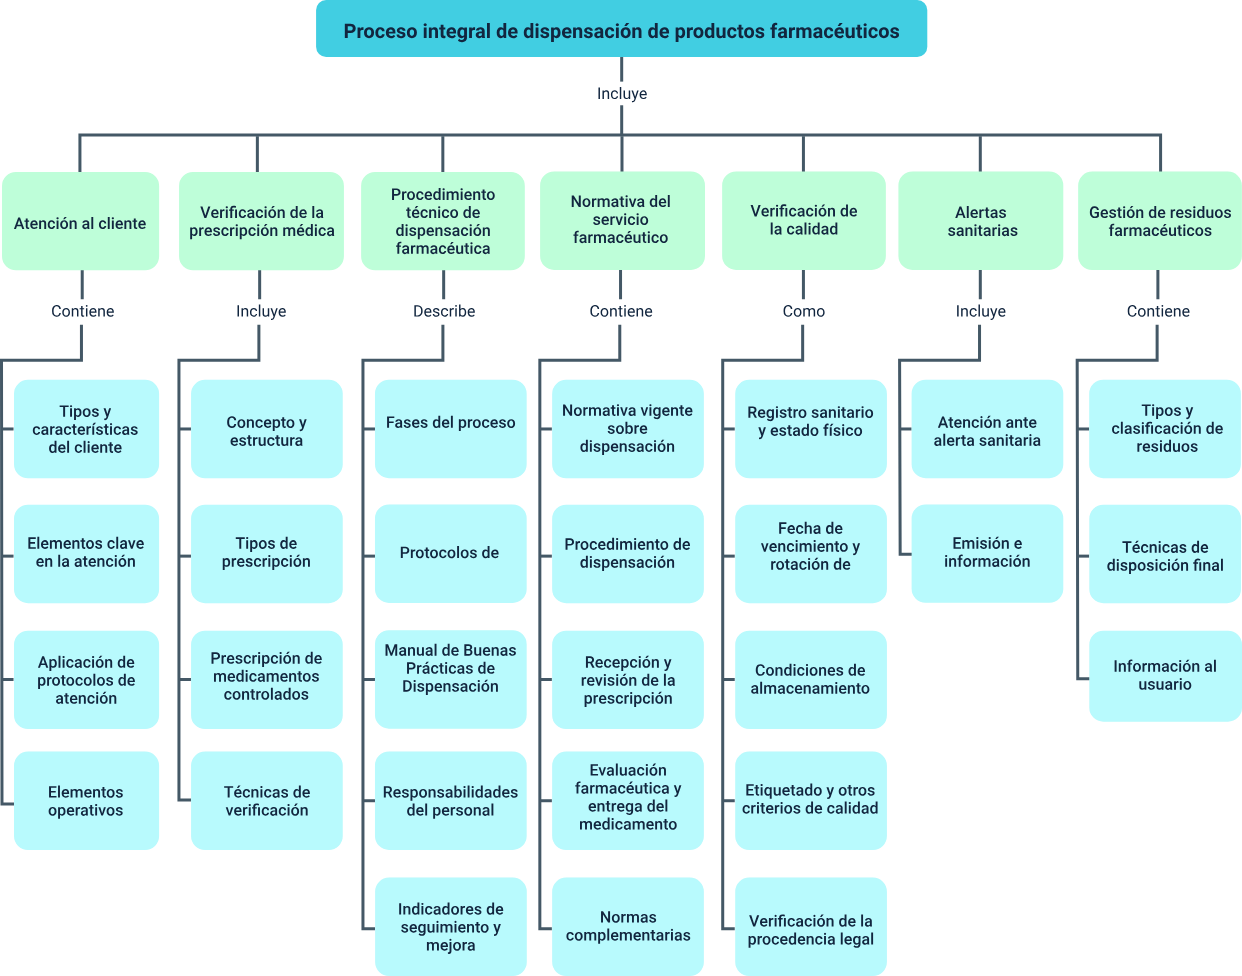 Proceso integral de dispensación de productos farmacéuticos
Incluye
Atención al cliente
Contiene
Tipos y
características
del cliente
Elementos clave
en la atención
Aplicación de
protocolos de
atención
Elementos
operativos
Verificación de la
prescripción médica
Incluye
Concepto y
estructura
Tipos de
prescripción
Prescripción de
medicamentos
controlados
Técnicas de
verificación
Procedimiento
técnico de
dispensación
farmacéutica
Describe
Fases del proceso
Protocolos de
Manual de Buenas
Prácticas de
Dispensación
Responsabilidades
del personal
Indicadores de
seguimiento y
mejora
Normativa del
servicio
farmacéutico
Contiene
Normativa vigente
sobre
dispensación
Procedimiento de
dispensación
Recepción y
revisión de la
prescripción
Evaluación
farmacéutica y
entrega del
medicamento
Normas
complementarias
Verificación de
la calidad
Como
Registro sanitario
y estado físico
Fecha de
vencimiento y
rotación de
Condiciones de
almacenamiento
Etiquetado y otros
criterios de calidad
Verificación de la
procedencia legal
Alertas
sanitarias
Incluye
Atención ante
alerta sanitaria
Emisión e
información
Gestión de residuos
farmacéuticos
Contiene
Tipos y
clasificación de
residuos
Técnicas de
disposición final
Información al
usuario